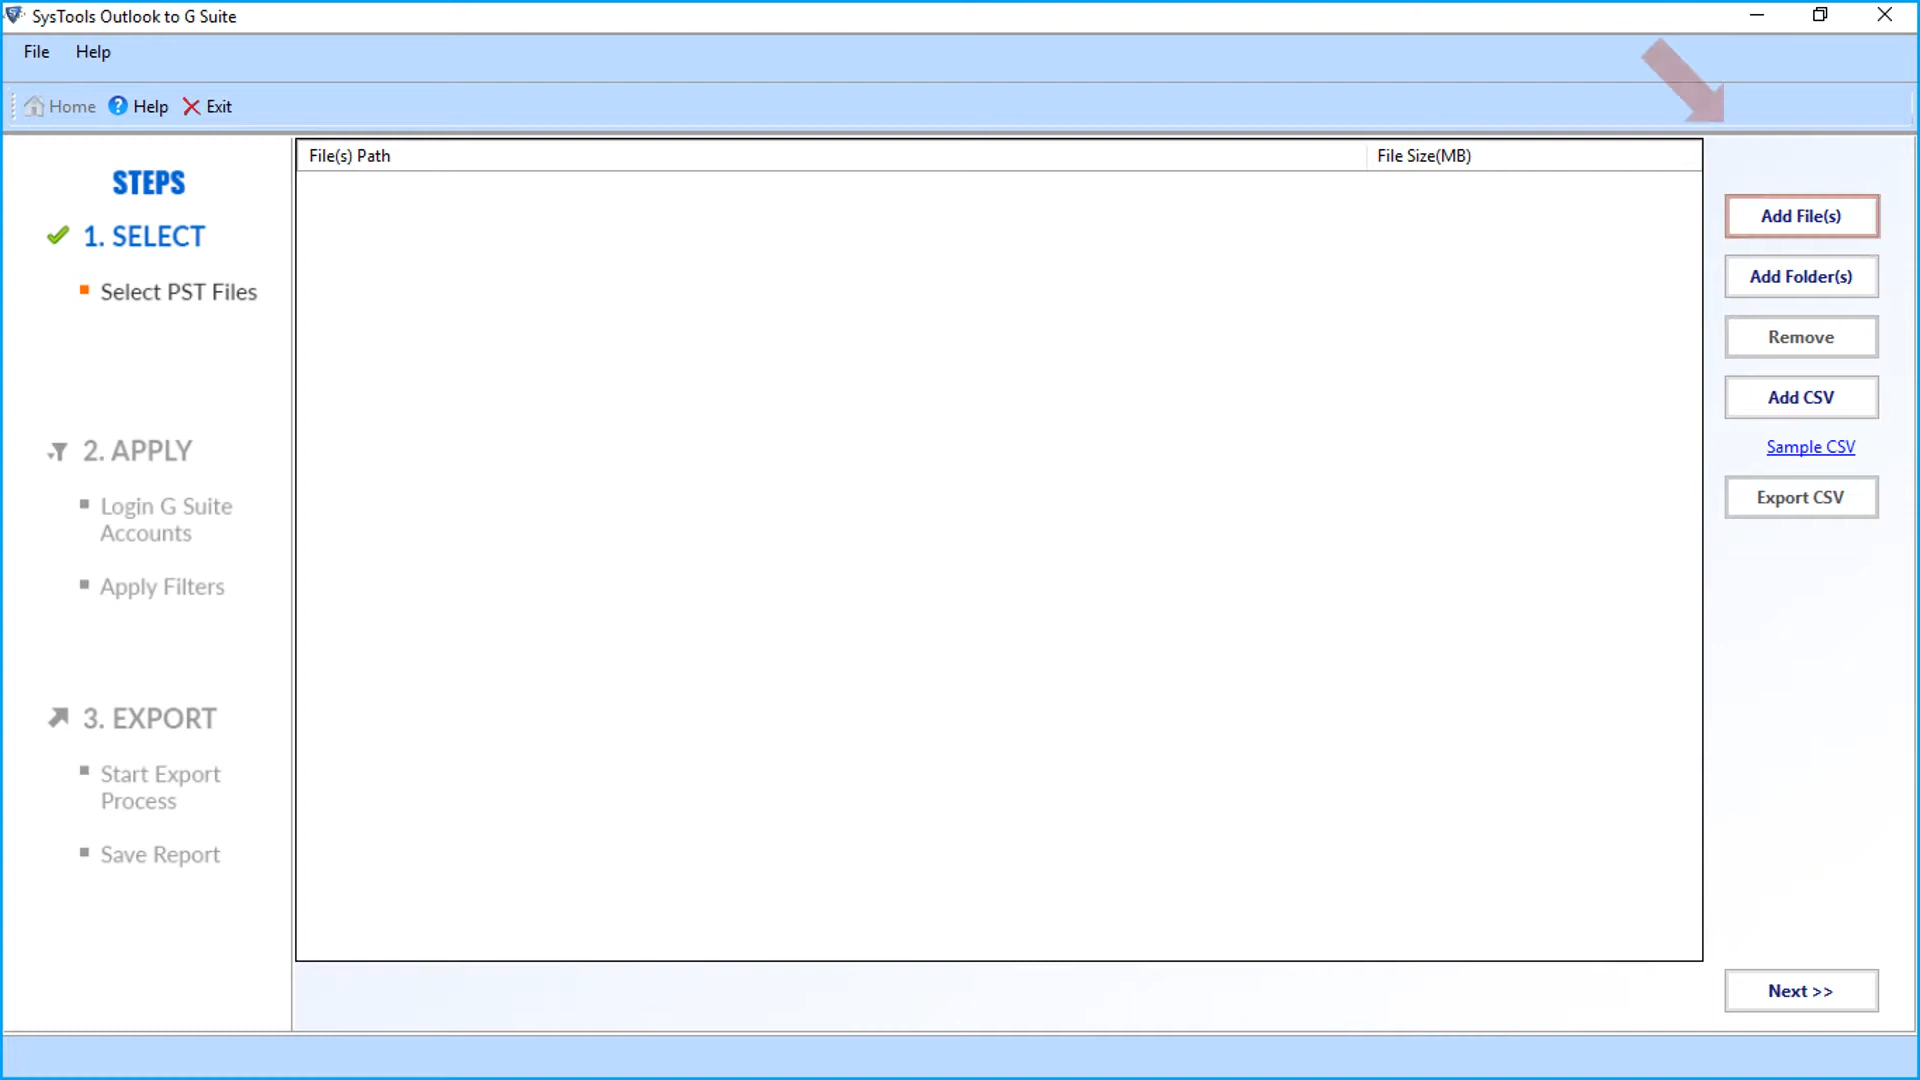 SysTools Outlook to G Suite
File Help
Home Help Exit
File(s) Path File Size(MB)
STEPS
1. SELECT
Select PST Files
2. APPLY
Login G Suite
Accounts
Apply Filters
3. EXPORT
Start Export
Process
Save Report
Add File(s)
Add Folder(s)
Remove
Add CSV
Sample CSV
Export CSV
Next >>